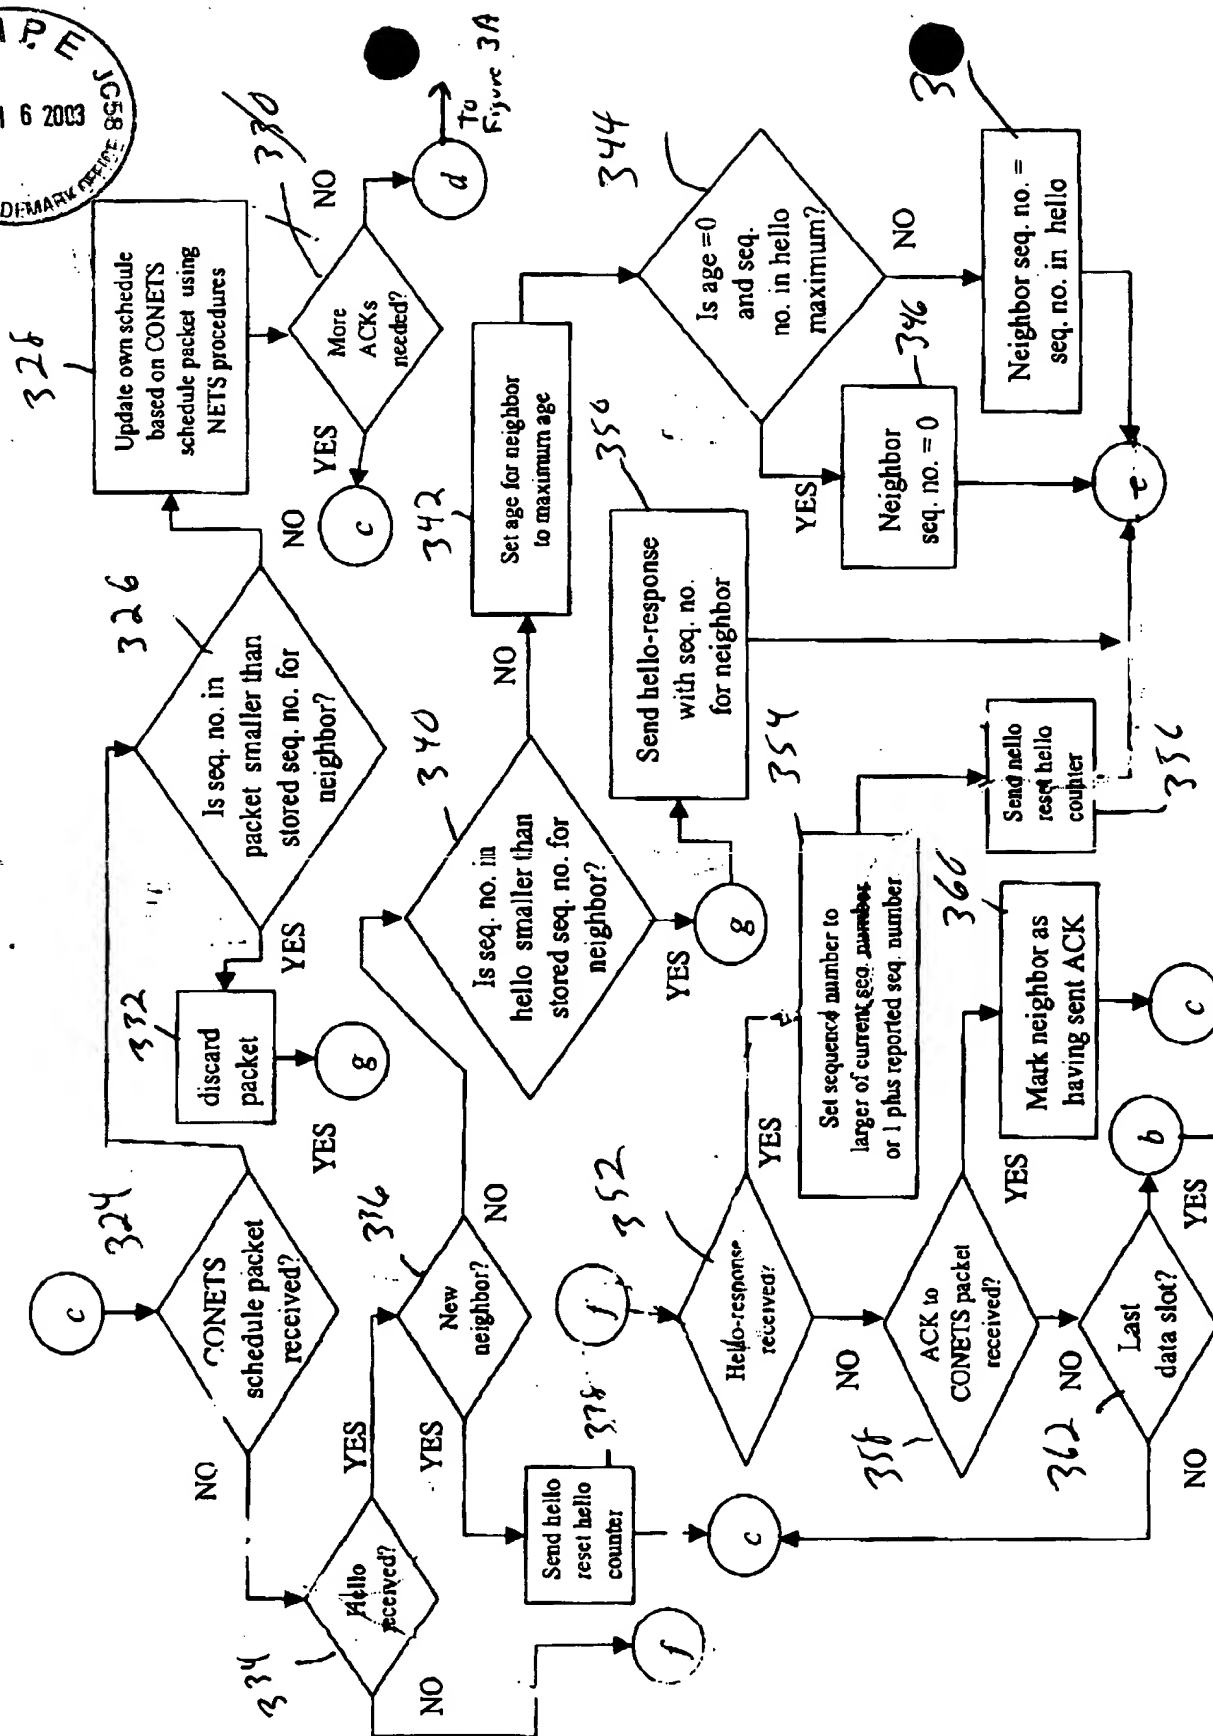 I P E
JC58
1 6 2003
DEMARK OFFICE
c
324
CONETS
schedule packet
received?
NO
326
Is seq. no. in
packet smaller than
stored seq. no. for
neighbor?
NO
YES
332
discard
packet
g
328
Update own schedule
based on CONETS
schedule packet using
NETS procedures
330
More
ACKs
needed?
NO
YES
c
d
To
Figure 3A
334
Hello
received?
YES
NO
f
336
New
neighbor?
YES
NO
338
Send hello
reset hello
counter
c
YES
340
Is seq. no. in
hello smaller than
stored seq. no. for
neighbor?
NO
YES
g
342
Set age for neighbor
to maximum age
344
Is age =0
and seq.
no. in hello
maximum?
YES
NO
346
Neighbor
seq. no. = 0
3
Neighbor seq. no. =
seq. no. in hello
350
Send hello-response
with seq. no.
for neighbor
c
f
352
Hello-response
received?
YES
NO
354
Set sequence number to
larger of current seq. number
or 1 plus reported seq. number
356
Send hello
reset hello
counter
358
ACK to
CONETS packet
received?
YES
NO
360
Mark neighbor as
having sent ACK
c
362
Last
data slot?
YES
NO
b